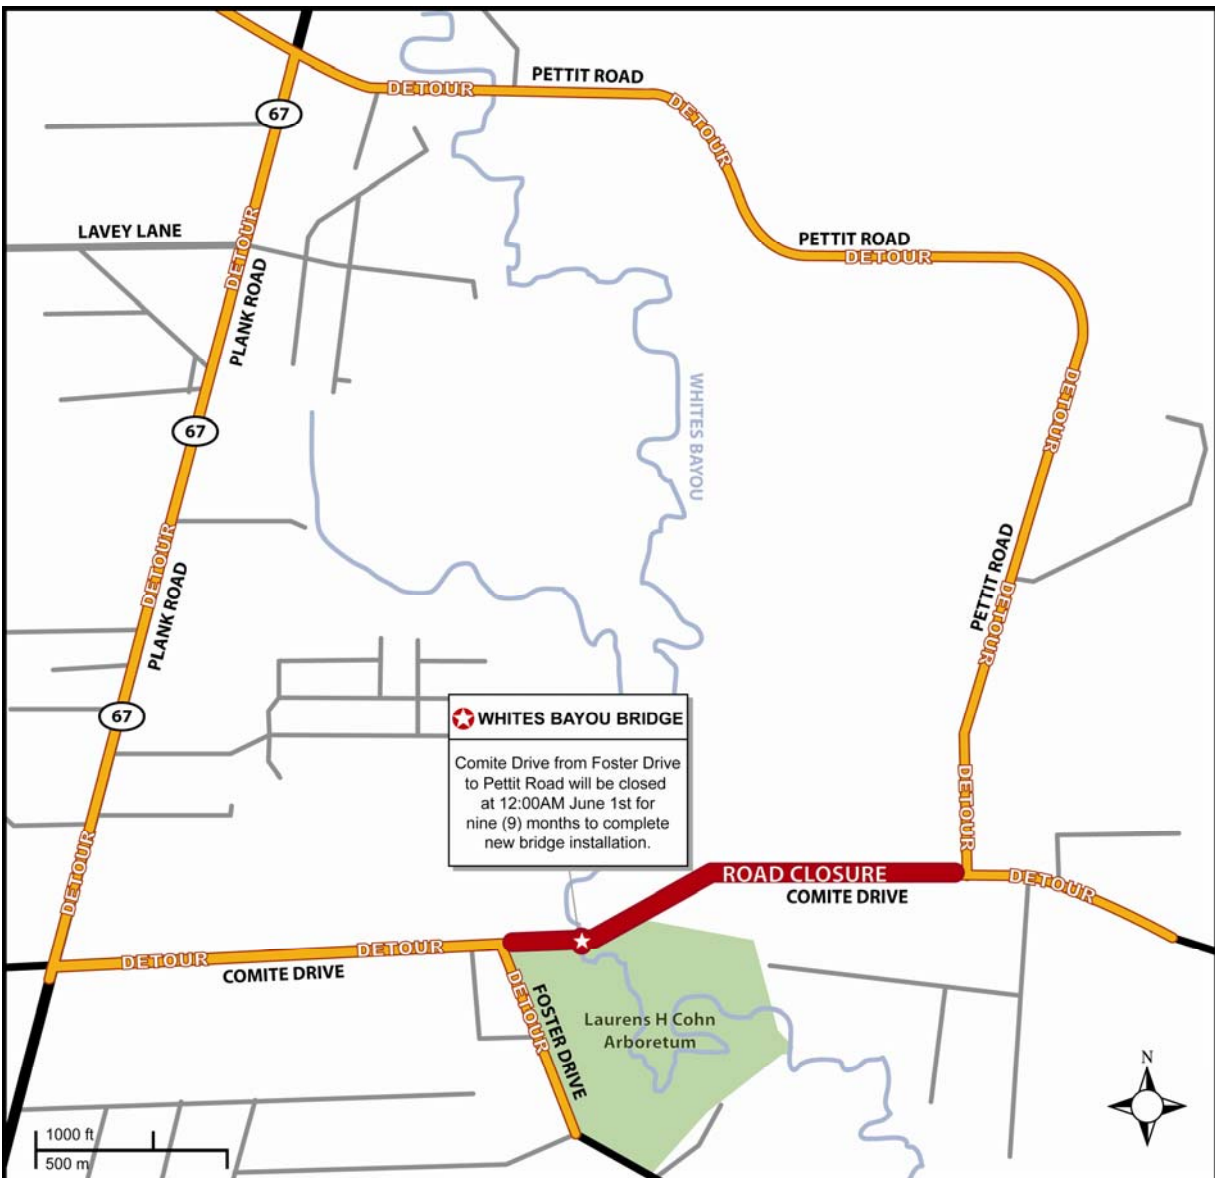 PETTIT ROAD
DETOUR
DETOUR
67
LAVEY LANE
DETOUR
PETTIT ROAD
DETOUR
PLANK ROAD
WHITES BAYOU
DETOUR
67
DETOUR
PLANK ROAD
PETTIT ROAD
DETOUR
67
WHITES BAYOU BRIDGE
Comite Drive from Foster Drive
to Pettit Road will be closed
at 12:00AM June 1st for
nine (9) months to complete
new bridge installation.
DETOUR
DETOUR
ROAD CLOSURE
COMITE DRIVE
DETOUR
DETOUR
DETOUR
COMITE DRIVE
DETOUR
FOSTER DRIVE
Laurens H Cohn
Arboretum
N
1000 ft
500 m